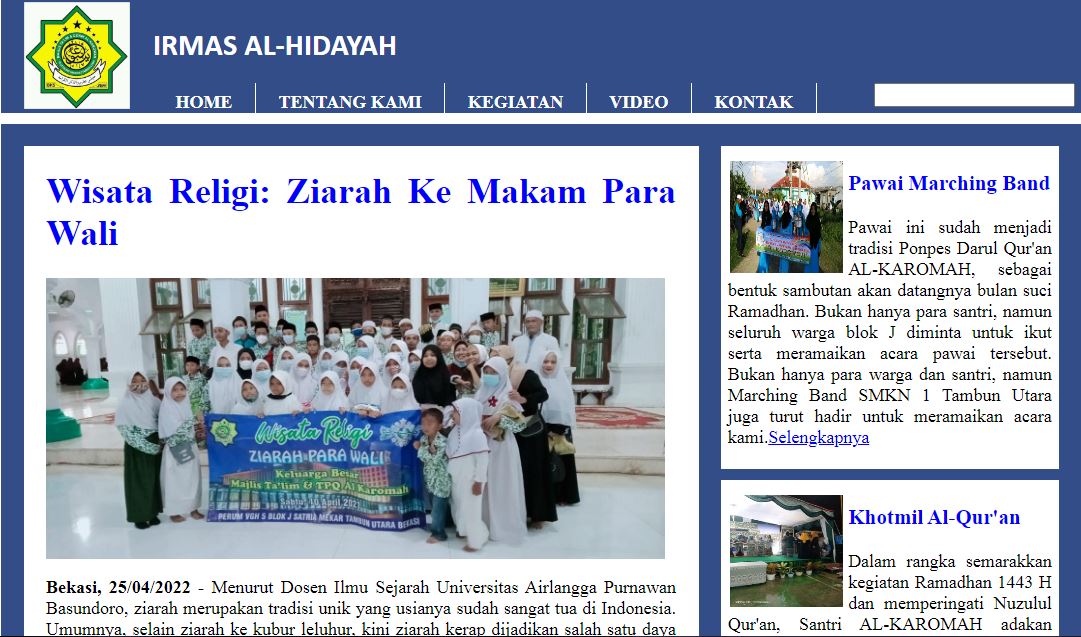 IRMAS AL-HIDAYAH
HOME
TENTANG KAMI
KEGIATAN
VIDEO
KONTAK
Wisata Religi: Ziarah Ke Makam Para
Wali
Wisata Religi
ZIARAH PARA WALI
Keluarga Besar
Majlis Ta'lim & TPQ Al Karomah
Sabtu, 10 April 2021
PERUM VGH 5 BLOK J SATRIA MEKAR TAMBUN UTARA BEKASI
Bekasi, 25/04/2022 - Menurut Dosen Ilmu Sejarah Universitas Airlangga Purnawan
Basundoro, ziarah merupakan tradisi unik yang usianya sudah sangat tua di Indonesia.
Umumnya, selain ziarah ke kubur leluhur, kini ziarah kerap dijadikan salah satu daya
Pawai Marching Band
Pawai ini sudah menjadi
tradisi Ponpes Darul Qur'an
AL-KAROMAH, sebagai
bentuk sambutan akan datangnya bulan suci
Ramadhan. Bukan hanya para santri, namun
seluruh warga blok J diminta untuk ikut
serta meramaikan acara pawai tersebut.
Bukan hanya para warga dan santri, namun
Marching Band SMKN 1 Tambun Utara
juga turut hadir untuk meramaikan acara
kami.Selengkapnya
Khotmil Al-Qur'an
Dalam rangka semarakkan
kegiatan Ramadhan 1443 H
dan memperingati Nuzulul
Qur'an, Santri AL-KAROMAH adakan